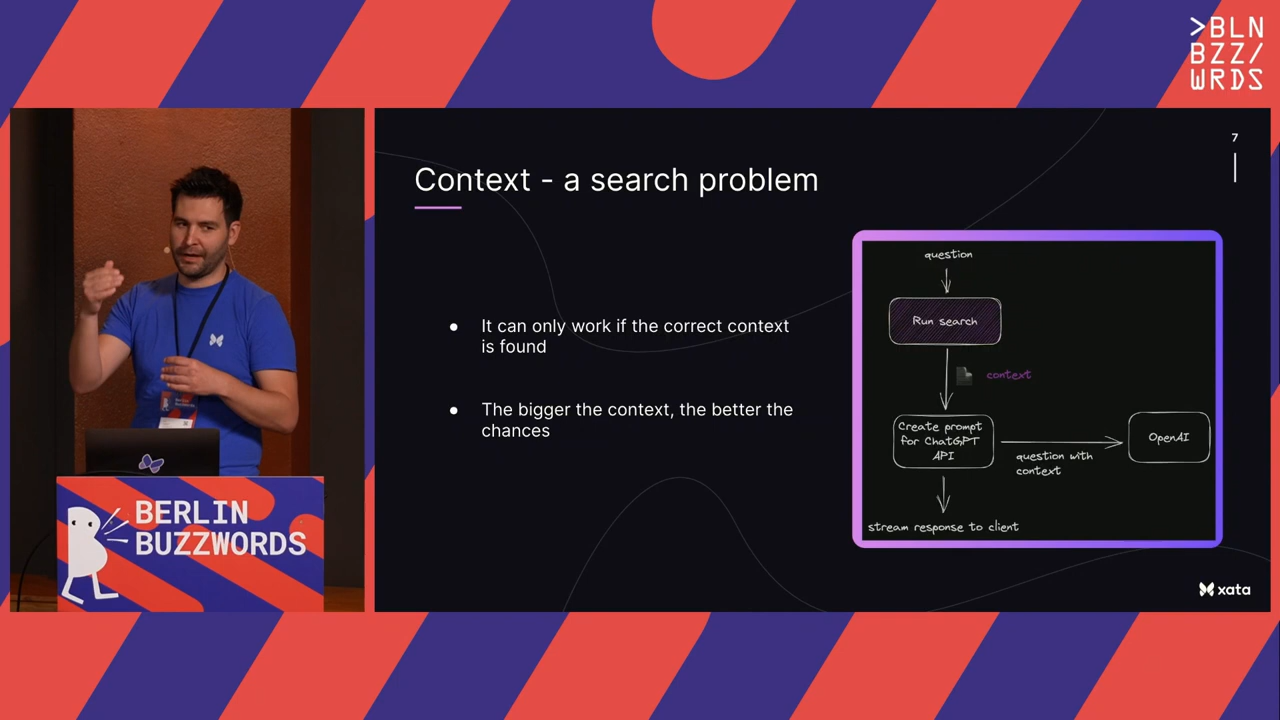 >BLN
BZZ/
WRDS
7
Context - a search problem
● It can only work if the correct context
is found
● The bigger the context, the better the
chances
question
Run search
context
Create prompt
for ChatGPT
API
question with
context
OpenAI
stream response to client
xata
BERLIN
BUZZWORDS